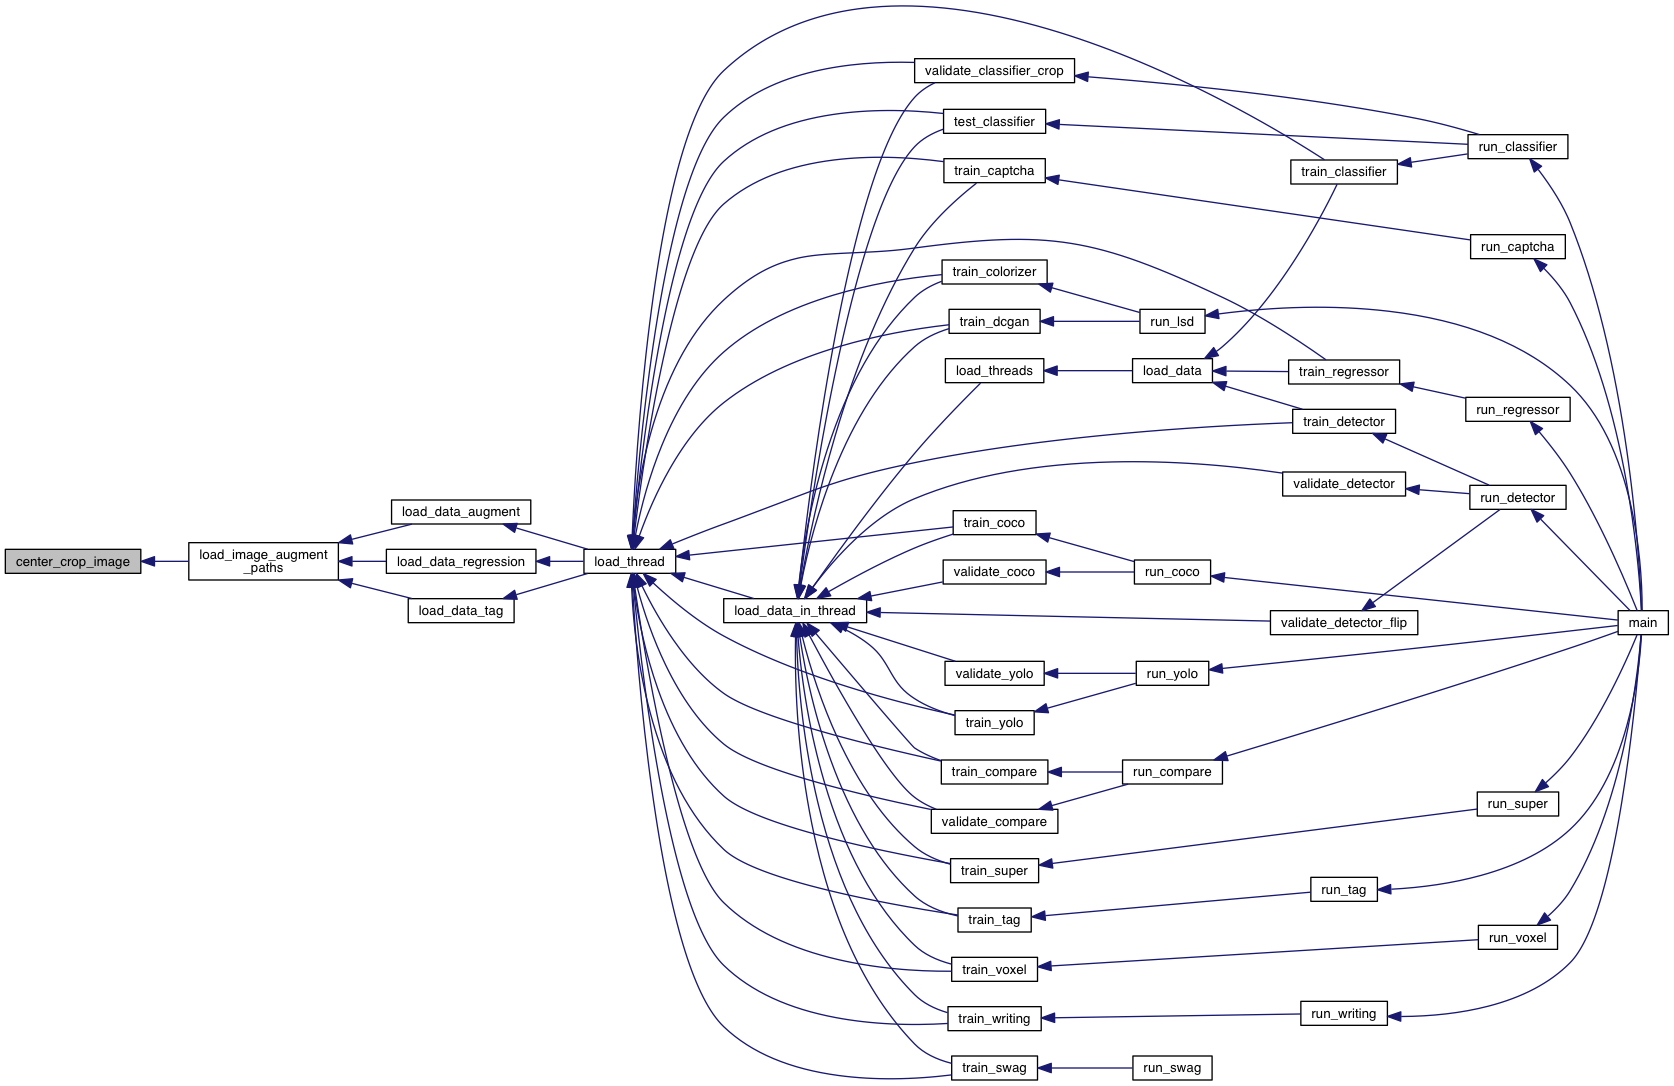 center_crop_image
load_image_augment
_paths
load_data_augment
load_data_regression
load_data_tag
load_thread
load_data_in_thread
validate_classifier_crop
test_classifier
train_captcha
train_colorizer
train_dcgan
load_threads
train_coco
validate_coco
validate_yolo
train_yolo
train_compare
validate_compare
train_super
train_tag
train_voxel
train_writing
train_swag
run_lsd
load_data
run_coco
run_yolo
run_compare
run_swag
train_classifier
train_regressor
train_detector
validate_detector
validate_detector_flip
run_tag
run_writing
run_classifier
run_captcha
run_regressor
run_detector
run_super
run_voxel
main